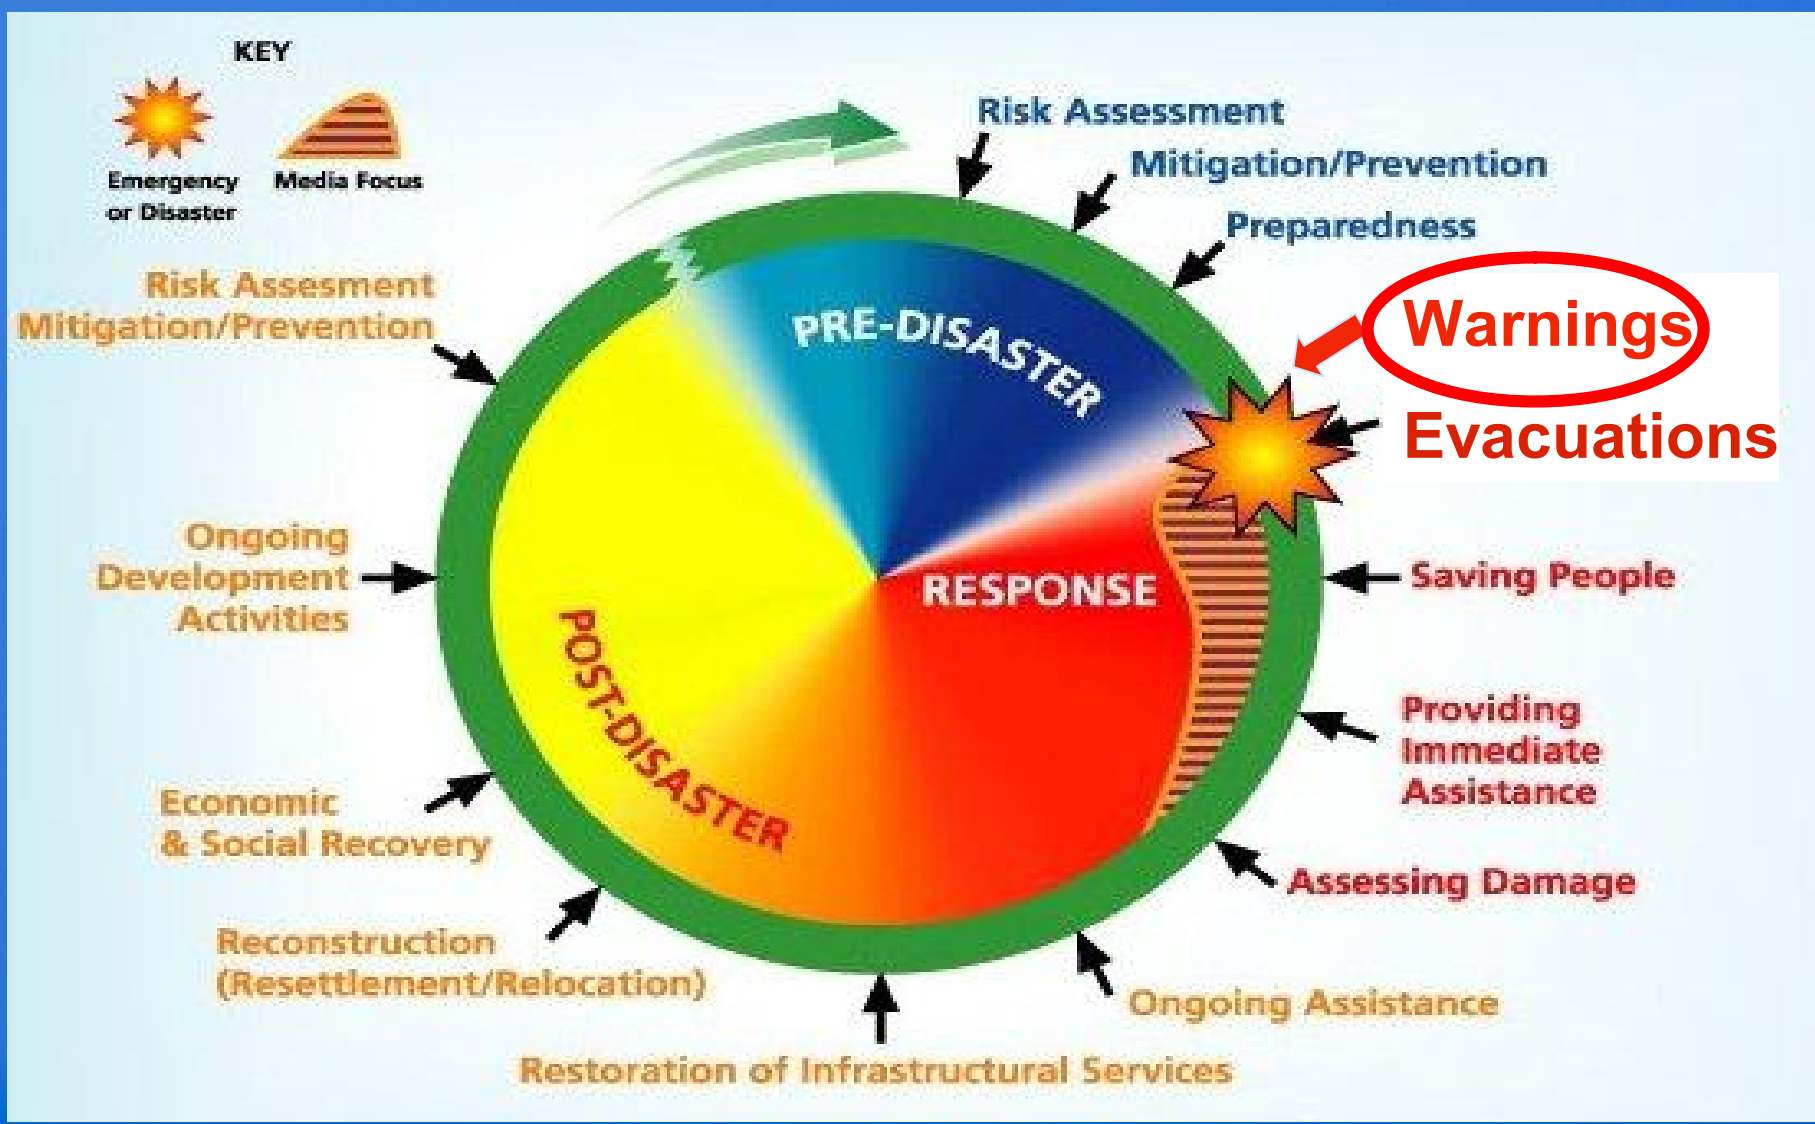 KEY
Emergency
or Disaster
Media Focus
Risk Assessment
Mitigation/Prevention
Preparedness
Warnings
Evacuations
Saving People
Providing
Immediate
Assistance
Assessing Damage
Ongoing Assistance
Restoration of Infrastructural Services
Reconstruction
(Resettlement/Relocation)
Economic
& Social Recovery
Ongoing
Development
Activities
Risk Assesment
Mitigation/Prevention
PRE-DISASTER
RESPONSE
POST-DISASTER